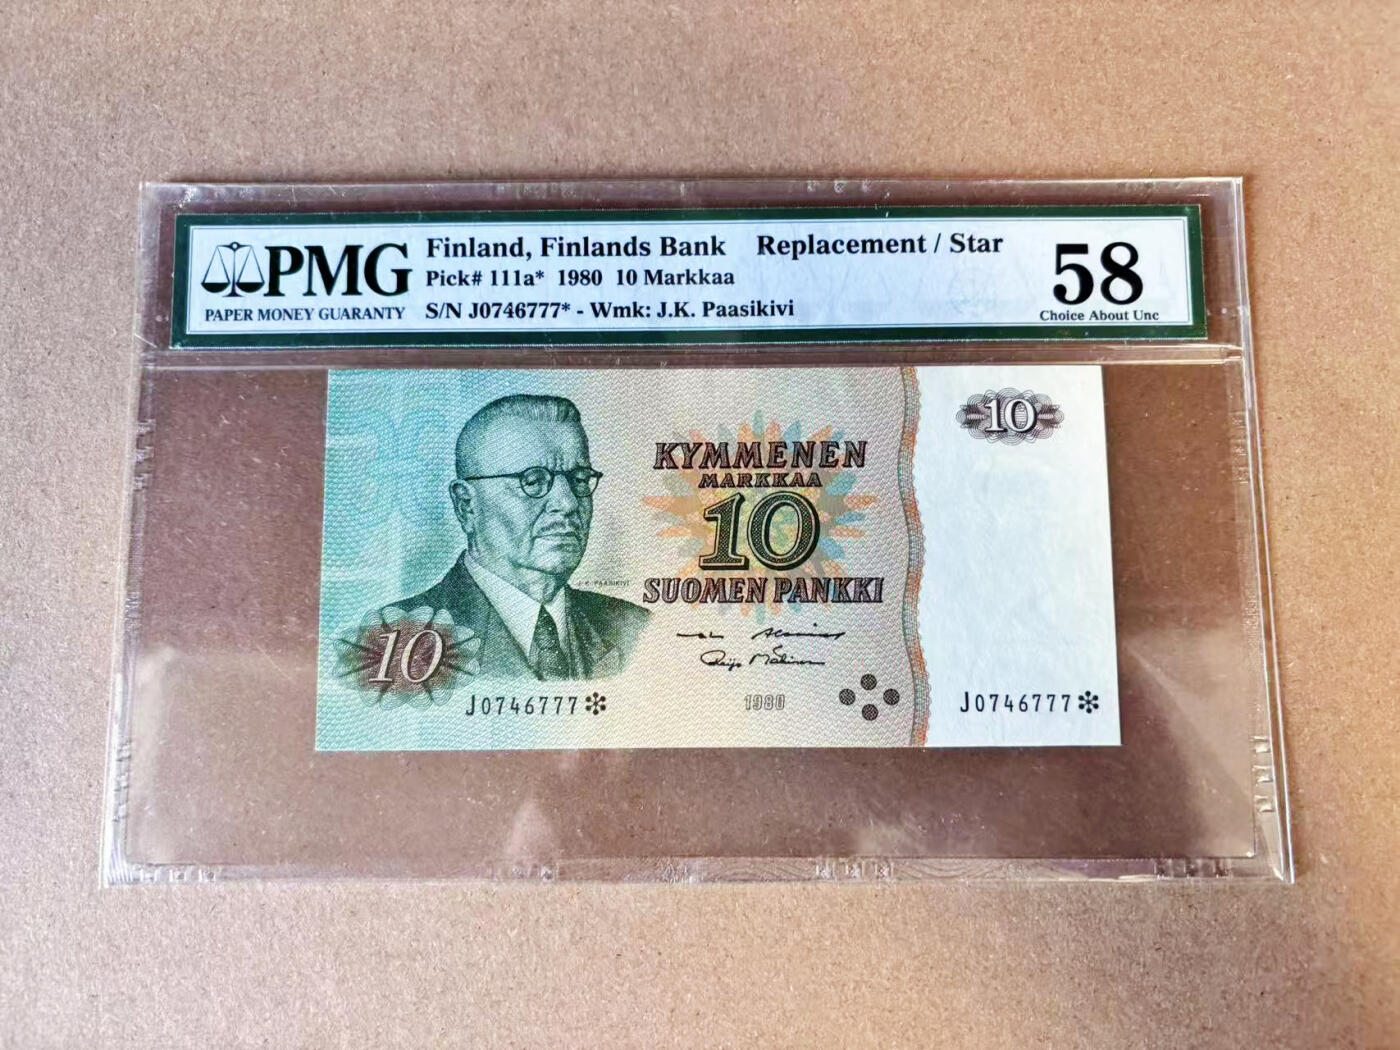 PMG
PAPER MONEY GUARANTY
Finland, Finlands Bank Replacement / Star
Pick# 111a* 1980 10 Markkaa
S/N J0746777* - Wmk: J.K. Paasikivi
58
Choice About Unc
10
KYMMENEN
MARKKAA
10
SUOMEN PANKKI
J. K. PAASIKIVI
10
J0746777*
1980
J0746777*